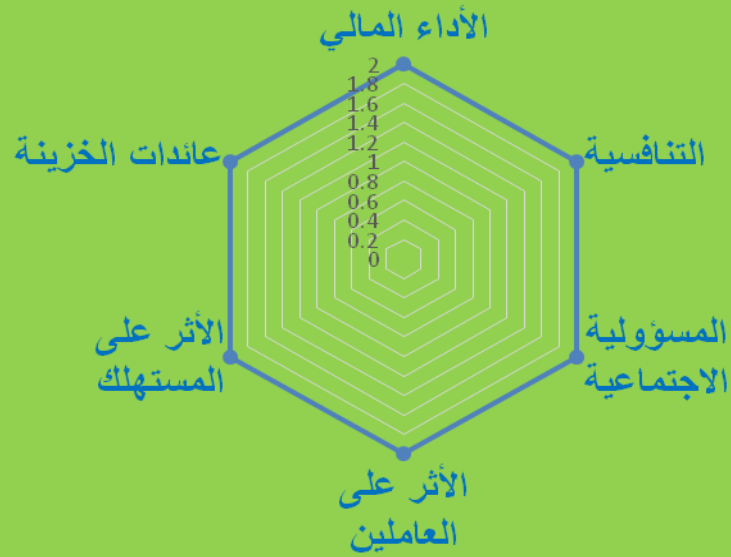 الأداء المالي
2
1.8
1.6
1.4
1.2
1
0.8
0.6
0.4
0.2
0
التنافسية
المسؤولية
الاجتماعية
الأثر على
العاملين
الأثر على
المستهلك
عائدات الخزينة